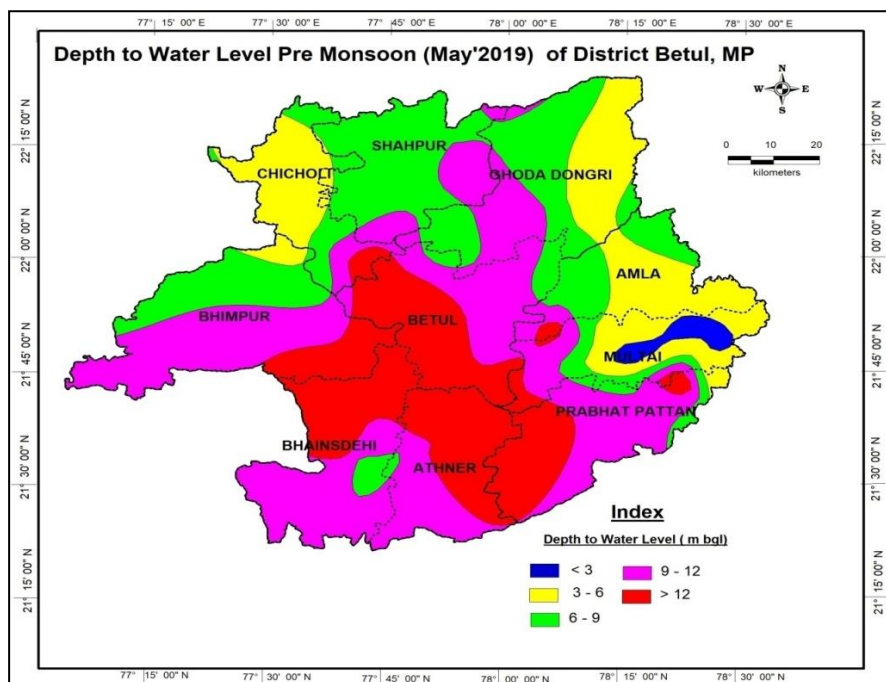 77° 15' 00" E 77° 30' 00" E 77° 45' 00" E 78° 00' 00" E 78° 15' 00" E 78° 30' 00" E
Depth to Water Level Pre Monsoon (May'2019) of District Betul, MP
N
W E
S
22° 15' 00" N
22° 15' 00" N
SHAHPUR
0 10 20
kilometers
CHICHOLI
GHODA DONGRI
22° 00' 00" N
22° 00' 00" N
AMLA
BHIMPUR
BETUL
MULTAI
21° 45' 00" N
21° 45' 00" N
PRABHAT PATTAN
BHAINSDEHI
ATHNER
21° 30' 00" N
21° 30' 00" N
Index
Depth to Water Level ( m bgl)
< 3 9 - 12
3 - 6 > 12
6 - 9
21° 15' 00" N
21° 15' 00" N
77° 15' 00" E 77° 30' 00" E 77° 45' 00" E 78° 00' 00" E 78° 15' 00" E 78° 30' 00" E